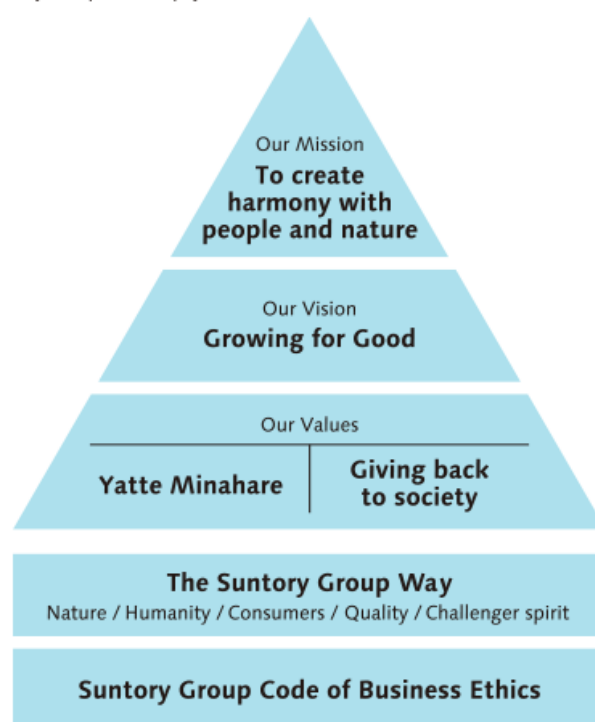 Our Mission
To create
harmony with
people and nature
Our Vision
Growing for Good
Our Values
Yatte Minahare
Giving back
to society
The Suntory Group Way
Nature / Humanity / Consumers / Quality / Challenger spirit
Suntory Group Code of Business Ethics